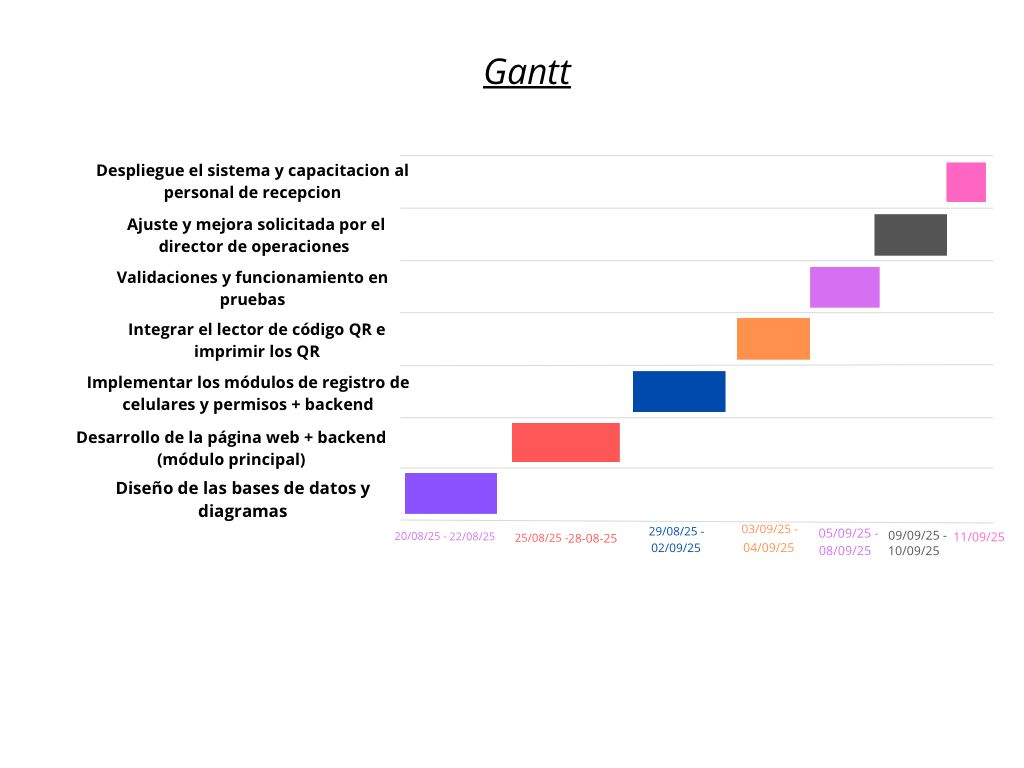 Gantt
Despliegue el sistema y capacitacion al
personal de recepcion
Ajuste y mejora solicitada por el
director de operaciones
Validaciones y funcionamiento en
pruebas
Integrar el lector de código QR e
imprimir los QR
Implementar los módulos de registro de
celulares y permisos + backend
Desarrollo de la página web + backend
(módulo principal)
Diseño de las bases de datos y
diagramas
20/08/25 - 22/08/25
25/08/25 -28-08-25
29/08/25 -
02/09/25
03/09/25 -
04/09/25
05/09/25 -
08/09/25
09/09/25 -
10/09/25
11/09/25